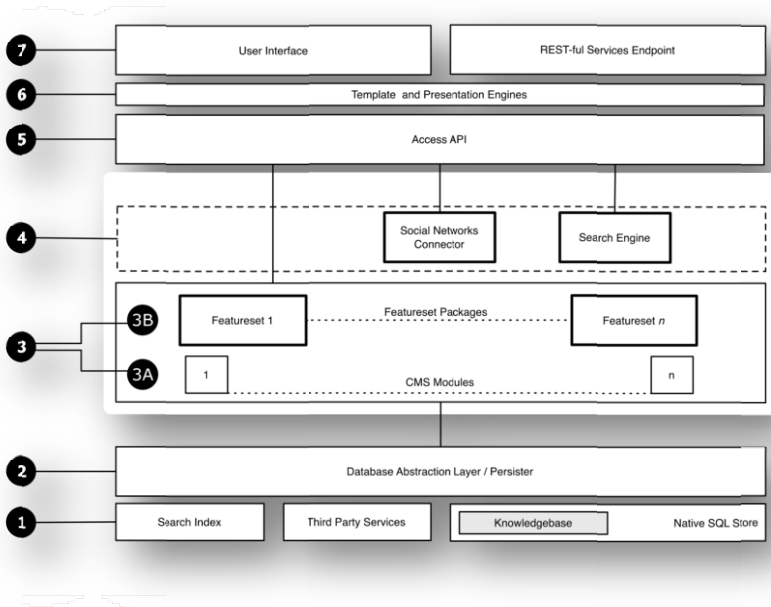 7
User Interface
REST-ful Services Endpoint
6
Template and Presentation Engines
5
Access API
4
Social Networks
Connector
Search Engine
3
3B
Featureset 1
Featureset Packages
Featureset n
3A
1
CMS Modules
n
2
Database Abstraction Layer / Persister
1
Search Index
Third Party Services
Knowledgebase
Native SQL Store